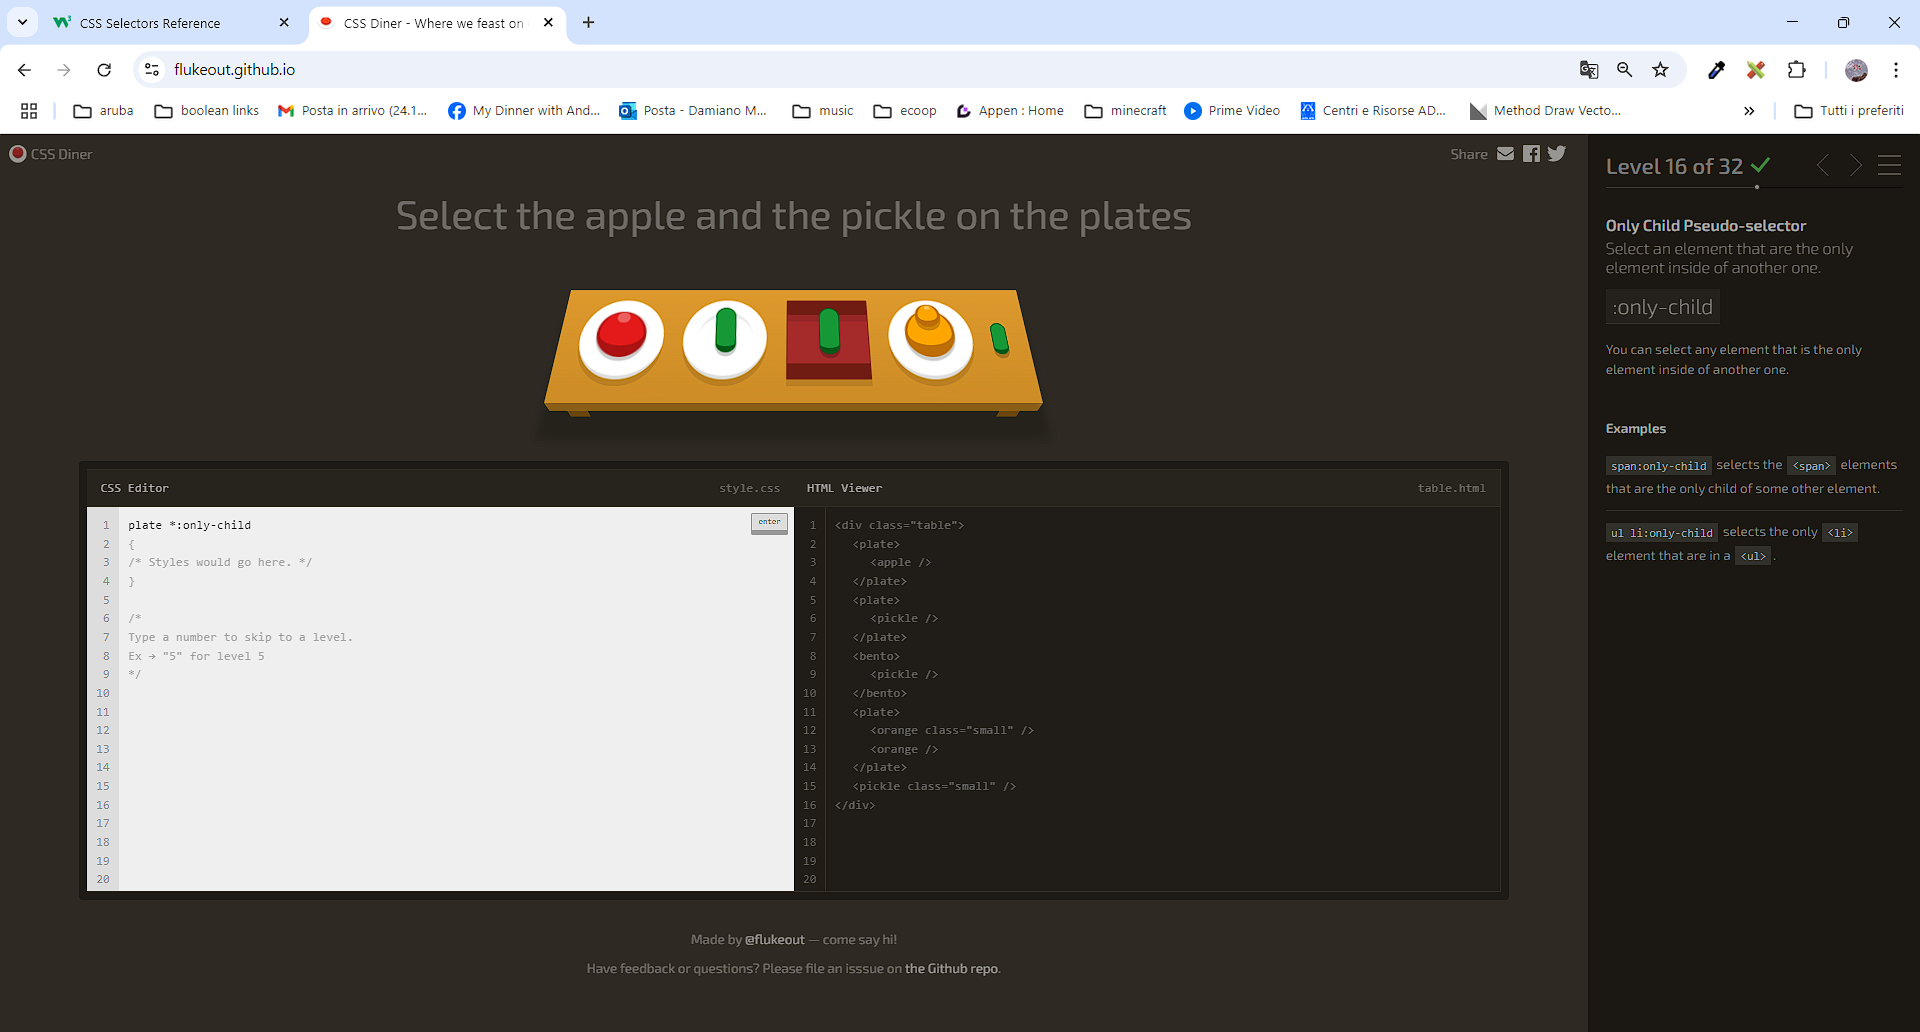 CSS Selectors Reference
CSS Diner - Where we feast on
flukeout.github.io
aruba
boolean links
Posta in arrivo (24.1...
My Dinner with And...
Posta - Damiano M...
music
ecoop
Appen : Home
minecraft
Prime Video
Centri e Risorse AD...
Method Draw Vecto...
»
Tutti i preferiti
CSS Diner
Share
Select the apple and the pickle on the plates
CSS Editor
style.css
1 plate *:only-child
enter
2 {
3 /* Styles would go here. */
4 }
5
6 /*
7 Type a number to skip to a level.
8 Ex → "5" for level 5
9 */
10
11
12
13
14
15
16
17
18
19
20
HTML Viewer
table.html
1 <div class="table">
2 <plate>
3 <apple />
4 </plate>
5 <plate>
6 <pickle />
7 </plate>
8 <bento>
9 <pickle />
10 </bento>
11 <plate>
12 <orange class="small" />
13 <orange />
14 </plate>
15 <pickle class="small" />
16 </div>
17
18
19
20
Made by @flukeout — come say hi!
Have feedback or questions? Please file an isssue on the Github repo.
Level 16 of 32
Only Child Pseudo-selector
Select an element that are the only
element inside of another one.
:only-child
You can select any element that is the only
element inside of another one.
Examples
span:only-child selects the <span> elements
that are the only child of some other element.
ul li:only-child selects the only <li>
element that are in a <ul> .